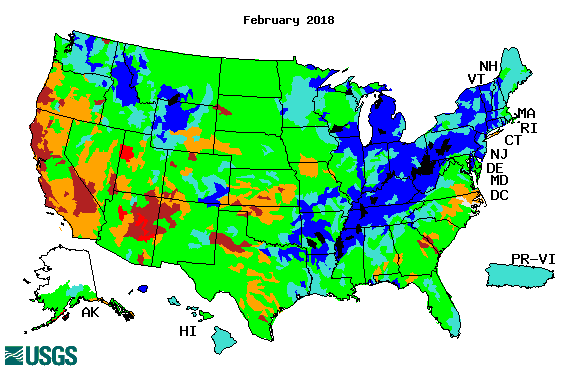 February 2018
NH
VT
MA
RI
CT
NJ
DE
MD
DC
PR-VI
AK
HI
USGS